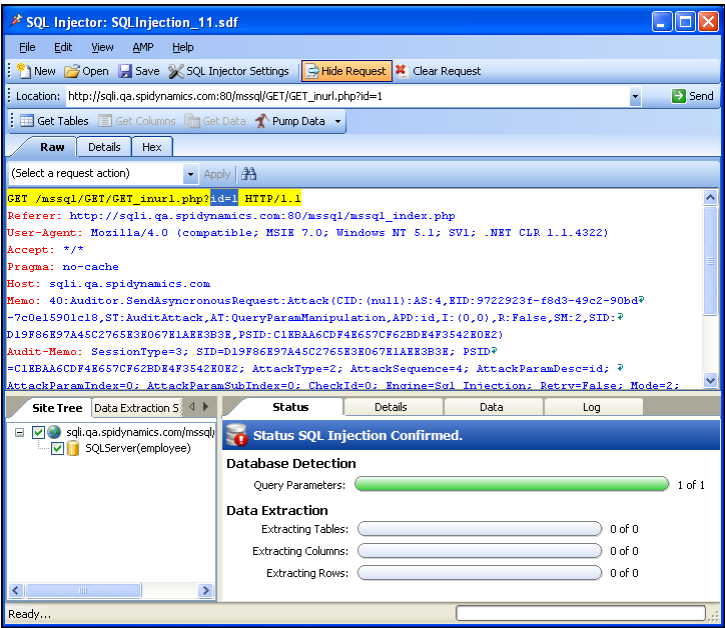 SQL Injector: SQLInjection_11.sdf
File Edit View AMP Help
New Open Save SQL Injector Settings Hide Request Clear Request
Location: http://sqli.qa.spidynamics.com:80/mssql/GET/GET_inurl.php?id=1 Send
Get Tables Get Columns Get Data Pump Data
Raw Details Hex
(Select a request action) Apply
GET /mssql/GET/GET_inurl.php?id=1 HTTP/1.1
Referer: http://sqli.qa.spidynamics.com:80/mssql/mssql_index.php
User-Agent: Mozilla/4.0 (compatible; MSIE 7.0; Windows NT 5.1; SV1; .NET CLR 1.1.4322)
Accept: */*
Pragma: no-cache
Host: sqli.qa.spidynamics.com
Memo: 40:Auditor.SendAsyncronousRequest:Attack(CID:(null):AS:4,EID:9722923f-f8d3-49c2-90bd
-7c0e15901c18,ST:AuditAttack,AT:QueryParamManipulation,APD:id,I:(0,0),R:False,SM:2,SID:
D19F86E97A45C2765E3E067E1AEE3B3E,PSID:C1EBAA6CDF4E657CF62BDE4F3542E0E2)
Audit-Memo: SessionType=3; SID=D19F86E97A45C2765E3E067E1AEE3B3E; PSID
=C1EBAA6CDF4E657CF62BDE4F3542E0E2; AttackType=2; AttackSequence=4; AttackParamDesc=id;
AttackParamIndex=0; AttackParamSubIndex=0; CheckId=0; Engine=Sql Injection; Retry=False; Mode=2;
Site Tree Data Extraction S
sqli.qa.spidynamics.com/mssql/
SQLServer(employee)
Status Details Data Log
Status SQL Injection Confirmed.
Database Detection
Query Parameters: 1 of 1
Data Extraction
Extracting Tables: 0 of 0
Extracting Columns: 0 of 0
Extracting Rows: 0 of 0
Ready...